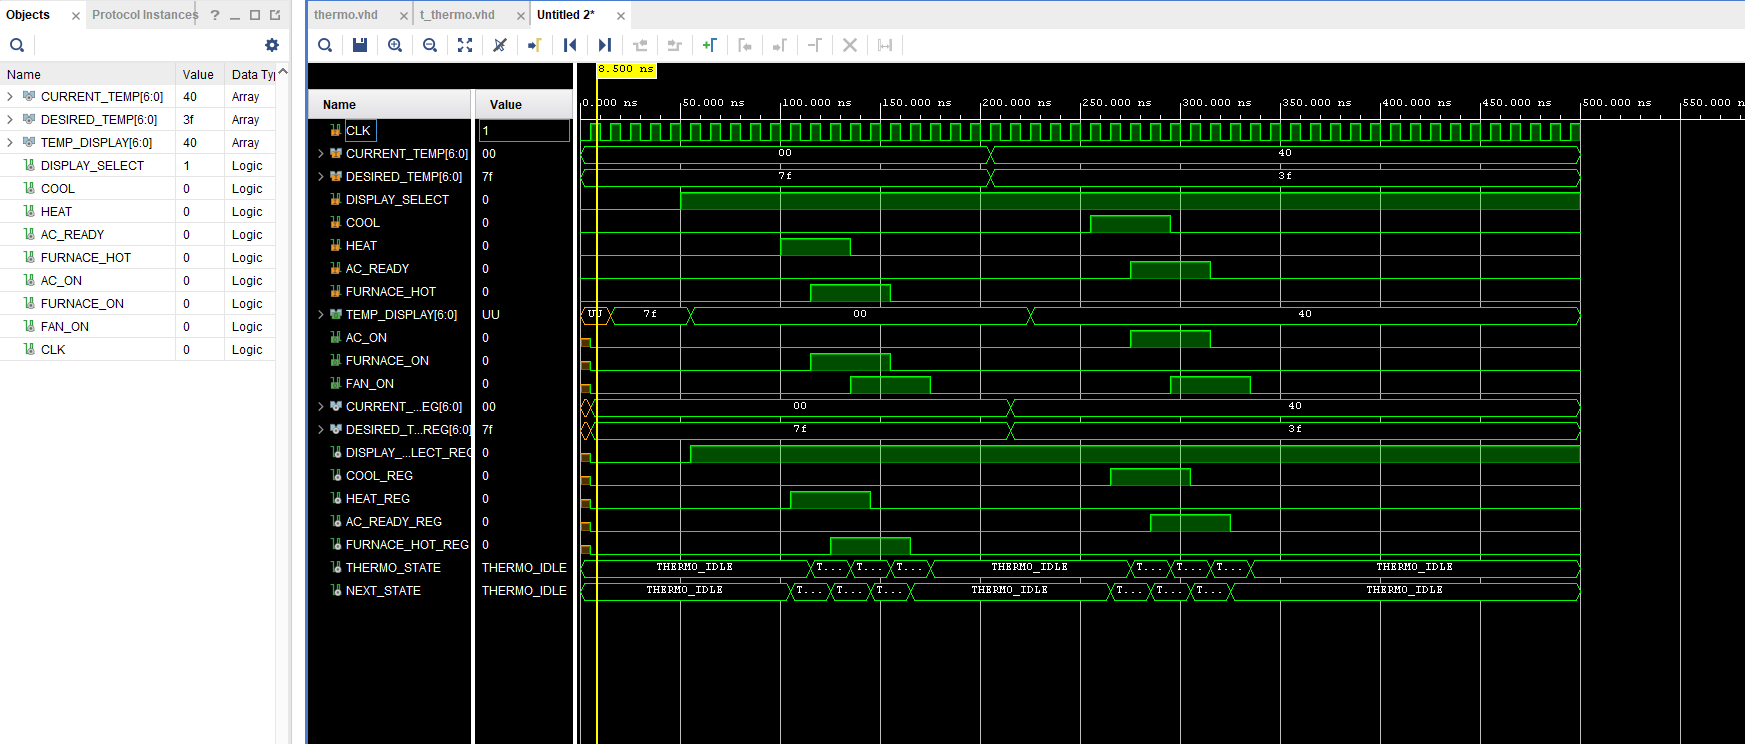 Objects
Protocol Instances
?
Name Value Data Ty
CURRENT_TEMP[6:0] 40 Array
DESIRED_TEMP[6:0] 3f Array
TEMP_DISPLAY[6:0] 40 Array
DISPLAY_SELECT 1 Logic
COOL 0 Logic
HEAT 0 Logic
AC_READY 0 Logic
FURNACE_HOT 0 Logic
AC_ON 0 Logic
FURNACE_ON 0 Logic
FAN_ON 0 Logic
CLK 0 Logic
thermo.vhd t_thermo.vhd Untitled 2*
8.500 ns
Name Value
0.000 ns 50.000 ns 100.000 ns 150.000 ns 200.000 ns 250.000 ns 300.000 ns 350.000 ns 400.000 ns 450.000 ns 500.000 ns 550.000 n
CLK 1
CURRENT_TEMP[6:0] 00 00 40
DESIRED_TEMP[6:0] 7f 7f 3f
DISPLAY_SELECT 0
COOL 0
HEAT 0
AC_READY 0
FURNACE_HOT 0
TEMP_DISPLAY[6:0] UU UU 7f 00 40
AC_ON 0
FURNACE_ON 0
FAN_ON 0
CURRENT_...EG[6:0] 00 00 40
DESIRED_T...REG[6:0] 7f 7f 3f
DISPLAY_...LECT_REG 0
COOL_REG 0
HEAT_REG 0
AC_READY_REG 0
FURNACE_HOT_REG 0
THERMO_STATE THERMO_IDLE THERMO_IDLE T... T... T... THERMO_IDLE T... T... T... THERMO_IDLE
NEXT_STATE THERMO_IDLE THERMO_IDLE T... T... T... THERMO_IDLE T... T... T... THERMO_IDLE